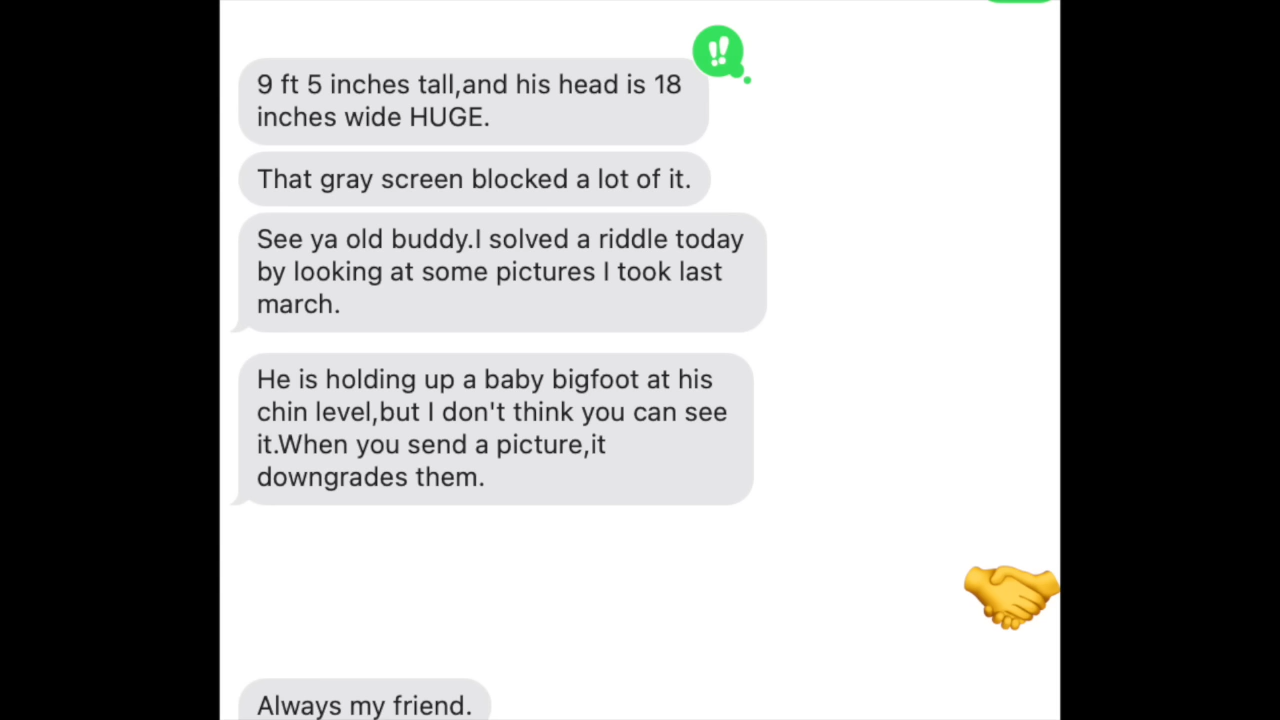 9 ft 5 inches tall,and his head is 18
inches wide HUGE.
That gray screen blocked a lot of it.
See ya old buddy.I solved a riddle today
by looking at some pictures I took last
march.
He is holding up a baby bigfoot at his
chin level,but I don't think you can see
it.When you send a picture,it
downgrades them.
Always my friend.